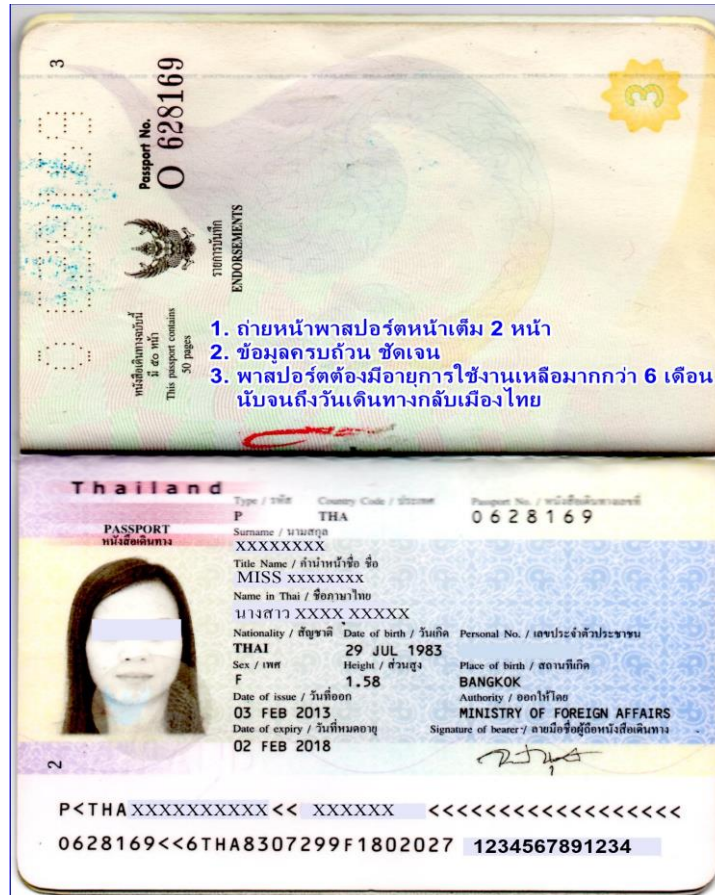 3
Passport No.
O 628169
รายการบันทึก
ENDORSEMENTS
หนังสือเดินทางฉบับนี้
มี ๕๐ หน้า
This passport contains
50 pages
3
1. ถ่ายหน้าพาสปอร์ตหน้าเต็ม 2 หน้า
2. ข้อมูลครบถ้วน ชัดเจน
3. พาสปอร์ตต้องมีอายุการใช้งานเหลือมากกว่า 6 เดือน
นับจนถึงวันเดินทางกลับเมืองไทย
Thailand
PASSPORT
หนังสือเดินทาง
Type / รหัส Country Code / ประเทศ Passport No. / หนังสือเดินทางเลขที่
P THA 0628169
Surname / นามสกุล
XXXXXXXX
Title Name / คำนำหน้าชื่อ ชื่อ
MISS XXXXXXXX
Name in Thai / ชื่อภาษาไทย
นางสาว XXXX XXXXX
Nationality / สัญชาติ Date of birth / วันเกิด Personal No. / เลขประจำตัวประชาชน
THAI 29 JUL 1983
Sex / เพศ Height / ส่วนสูง Place of birth / สถานที่เกิด
F 1.58 BANGKOK
Date of issue / วันที่ออก Authority / ออกให้โดย
03 FEB 2013 MINISTRY OF FOREIGN AFFAIRS
Date of expiry / วันที่หมดอายุ Signature of bearer / ลายมือชื่อผู้ถือหนังสือเดินทาง
02 FEB 2018
2
P<THA XXXXXXXXXX << XXXXXX <<<<<<<<<<<<<<<<<<<
0628169<<6THA8307299F1802027 1234567891234